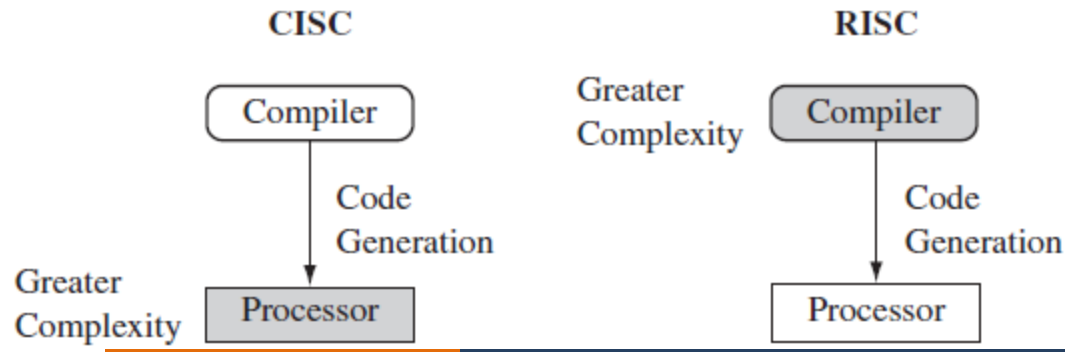 CISC
Compiler
Code
Generation
Greater
Complexity
Processor
RISC
Greater
Complexity
Compiler
Code
Generation
Processor